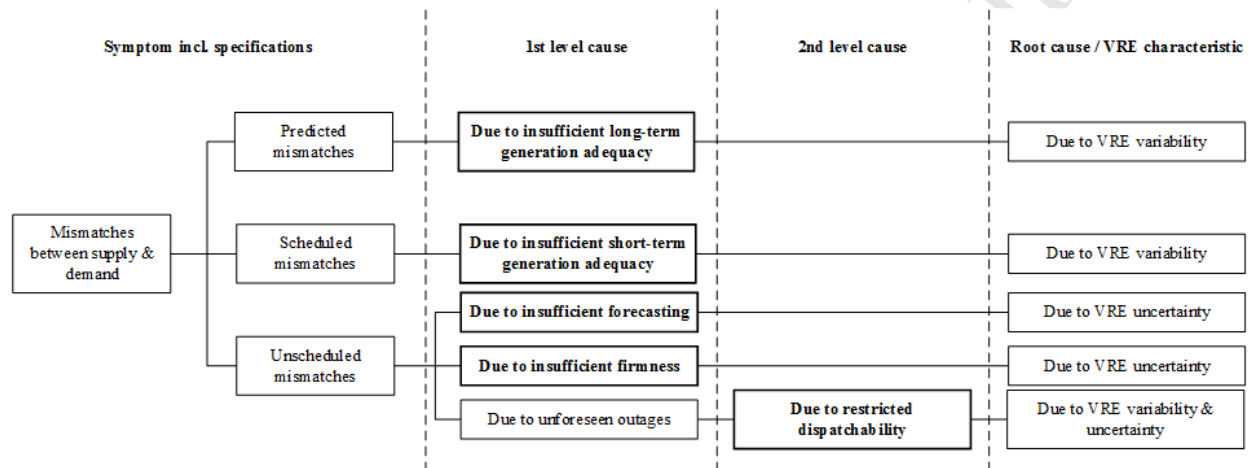 Symptom incl. specifications
1st level cause
2nd level cause
Root cause / VRE characteristic
Predicted
mismatches
Due to insufficient long-term
generation adequacy
Due to VRE variability
Mismatches
between supply &
demand
Scheduled
mismatches
Due to insufficient short-term
generation adequacy
Due to VRE variability
Due to insufficient forecasting
Due to VRE uncertainty
Unscheduled
mismatches
Due to insufficient firmness
Due to VRE uncertainty
Due to unforeseen outages
Due to restricted
dispatchability
Due to VRE variability &
uncertainty